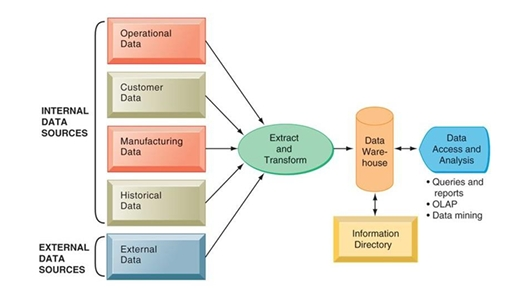 INTERNAL
DATA
SOURCES
Operational
Data
Customer
Data
Manufacturing
Data
Historical
Data
EXTERNAL
DATA
SOURCES
External
Data
Extract
and
Transform
Data
Ware-
house
Information
Directory
Data
Access and
Analysis
• Queries and
reports
• OLAP
• Data mining